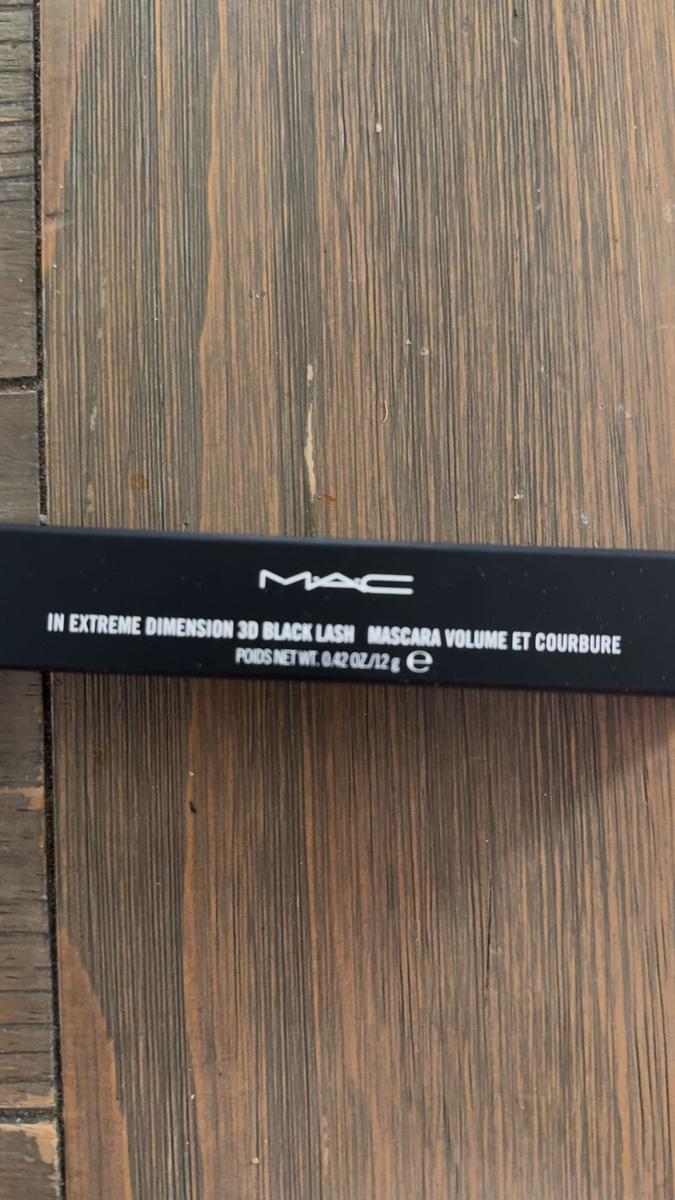 MAC
IN EXTREME DIMENSION 3D BLACK LASH MASCARA VOLUME ET COURBURE
POIDS NET WT. 0.42 OZ./12 g ℮